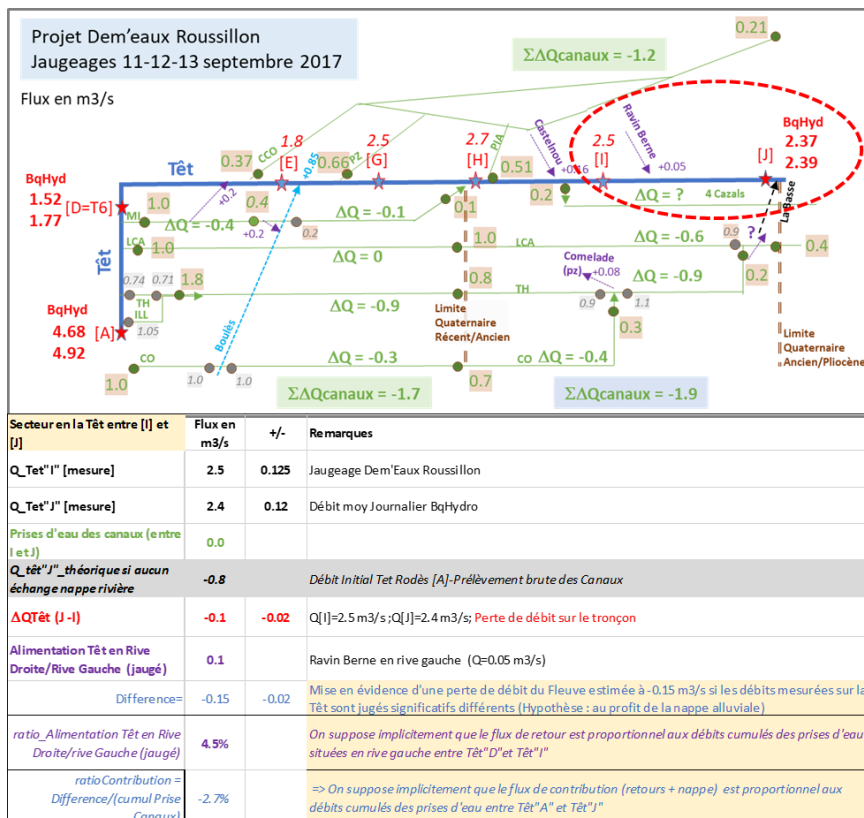 Projet Dem'eaux Roussillon
Jaugeages 11-12-13 septembre 2017
Flux en m3/s
ΣΔQcanaux = -1.2
0.21
BqHyd
1.52
1.77
[D=T6]
Têt
0.37
CCO
1.8
[E]
+0.85
0.66
PZ
2.5
[G]
2.7
[H]
PIA
0.51
Castelnou
+0.16
2.5
[I]
Ravin Berne
+0.05
BqHyd
2.37
2.39
[J]
La Basse
+0.2
MI
1.0
ΔQ = -0.4
0.4
+0.2
0.2
ΔQ = -0.1
0.1
0.2
ΔQ = ?
4 Cazals
Têt
LCA
1.0
ΔQ = 0
1.0
LCA
ΔQ = -0.6
0.9
?
0.4
0.2
0.74
0.71
1.8
TH
ILL
1.05
ΔQ = -0.9
0.8
TH
Comelade
(pz)
+0.08
0.9
1.1
ΔQ = -0.9
BqHyd
4.68
4.92
[A]
Boulès
Limite
Quaternaire
Récent/Ancien
0.3
Limite
Quaternaire
Ancien/Pliocène
CO
1.0
1.0
1.0
ΔQ = -0.3
0.7
CO
ΔQ = -0.4
ΣΔQcanaux = -1.7
ΣΔQcanaux = -1.9
Secteur en la Têt entre [I] et [J]
Flux en m3/s
+/-
Remarques
Q_Tet"I" [mesure]
2.5
0.125
Jaugeage Dem'Eaux Roussillon
Q_Tet"J" [mesure]
2.4
0.12
Débit moy Journalier BqHydro
Prises d'eau des canaux (entre I et J)
0.0
Q_têt"J"_théorique si aucun échange nappe rivière
-0.8
Débit Initial Tet Rodès [A]-Prélèvement brute des Canaux
ΔQTêt (J -I)
-0.1
-0.02
Q[I]=2.5 m3/s ;Q[J]=2.4 m3/s; Perte de débit sur le tronçon
Alimentation Têt en Rive Droite/Rive Gauche (jaugé)
0.1
Ravin Berne en rive gauche (Q=0.05 m3/s)
Difference=
-0.15
-0.02
Mise en évidence d'une perte de débit du Fleuve estimée à -0.15 m3/s si les débits mesurées sur la
Têt sont jugés significatifs différents (Hypothèse : au profit de la nappe alluviale)
ratio_Alimentation Têt en Rive Droite/rive Gauche (jaugé)
4.5%
On suppose implicitement que le flux de retour est proportionnel aux débits cumulés des prises d'eau
situées en rive gauche entre Têt"D"et Têt"I"
ratioContribution =
Difference/(cumul Prise
Canaux)
-2.7%
=> On suppose implicitement que le flux de contribution (retours + nappe) est proportionnel aux
débits cumulés des prises d'eau entre Têt"A" et Têt"J"